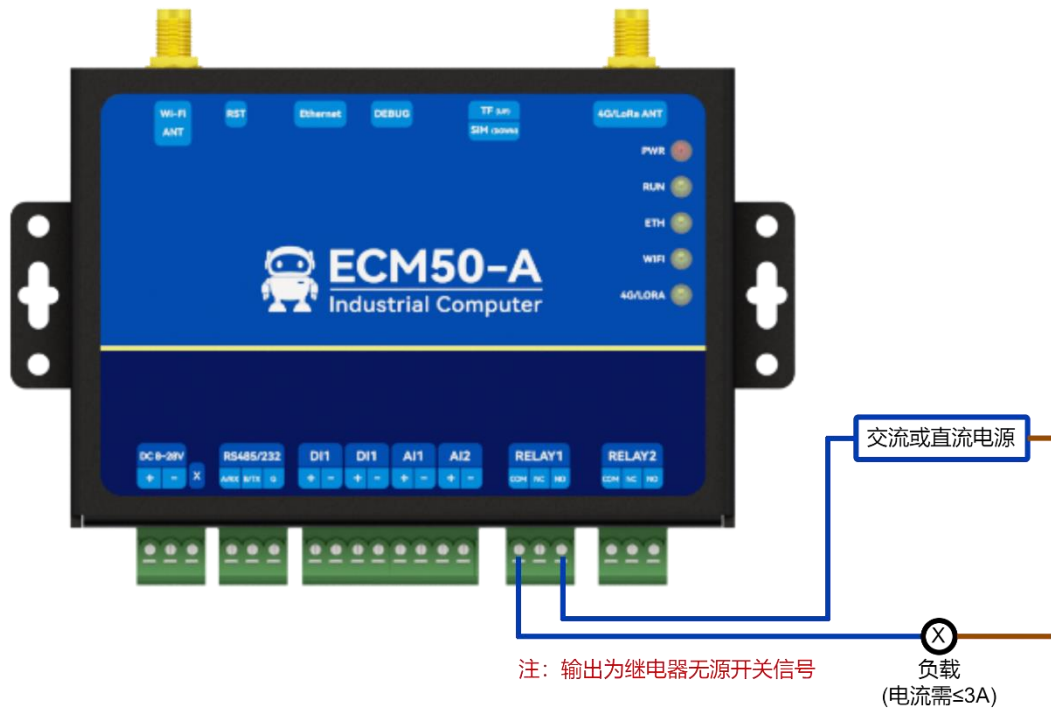 Wi-Fi
ANT
RST
Ethernet
DEBUG
TF (UP)
SIM (DOWN)
4G/LoRa ANT
PWR
RUN
ETH
WIFI
4G/LORA
ECM50-A
Industrial Computer
DC 8~28V
RS485/232
DI1
DI1
AI1
AI2
RELAY1
RELAY2
+ - X
A/RX B/TX G
+ - + - + - + -
COM NC NO
COM NC NO
交流或直流电源
X
注：输出为继电器无源开关信号
负载
(电流需≤3A)